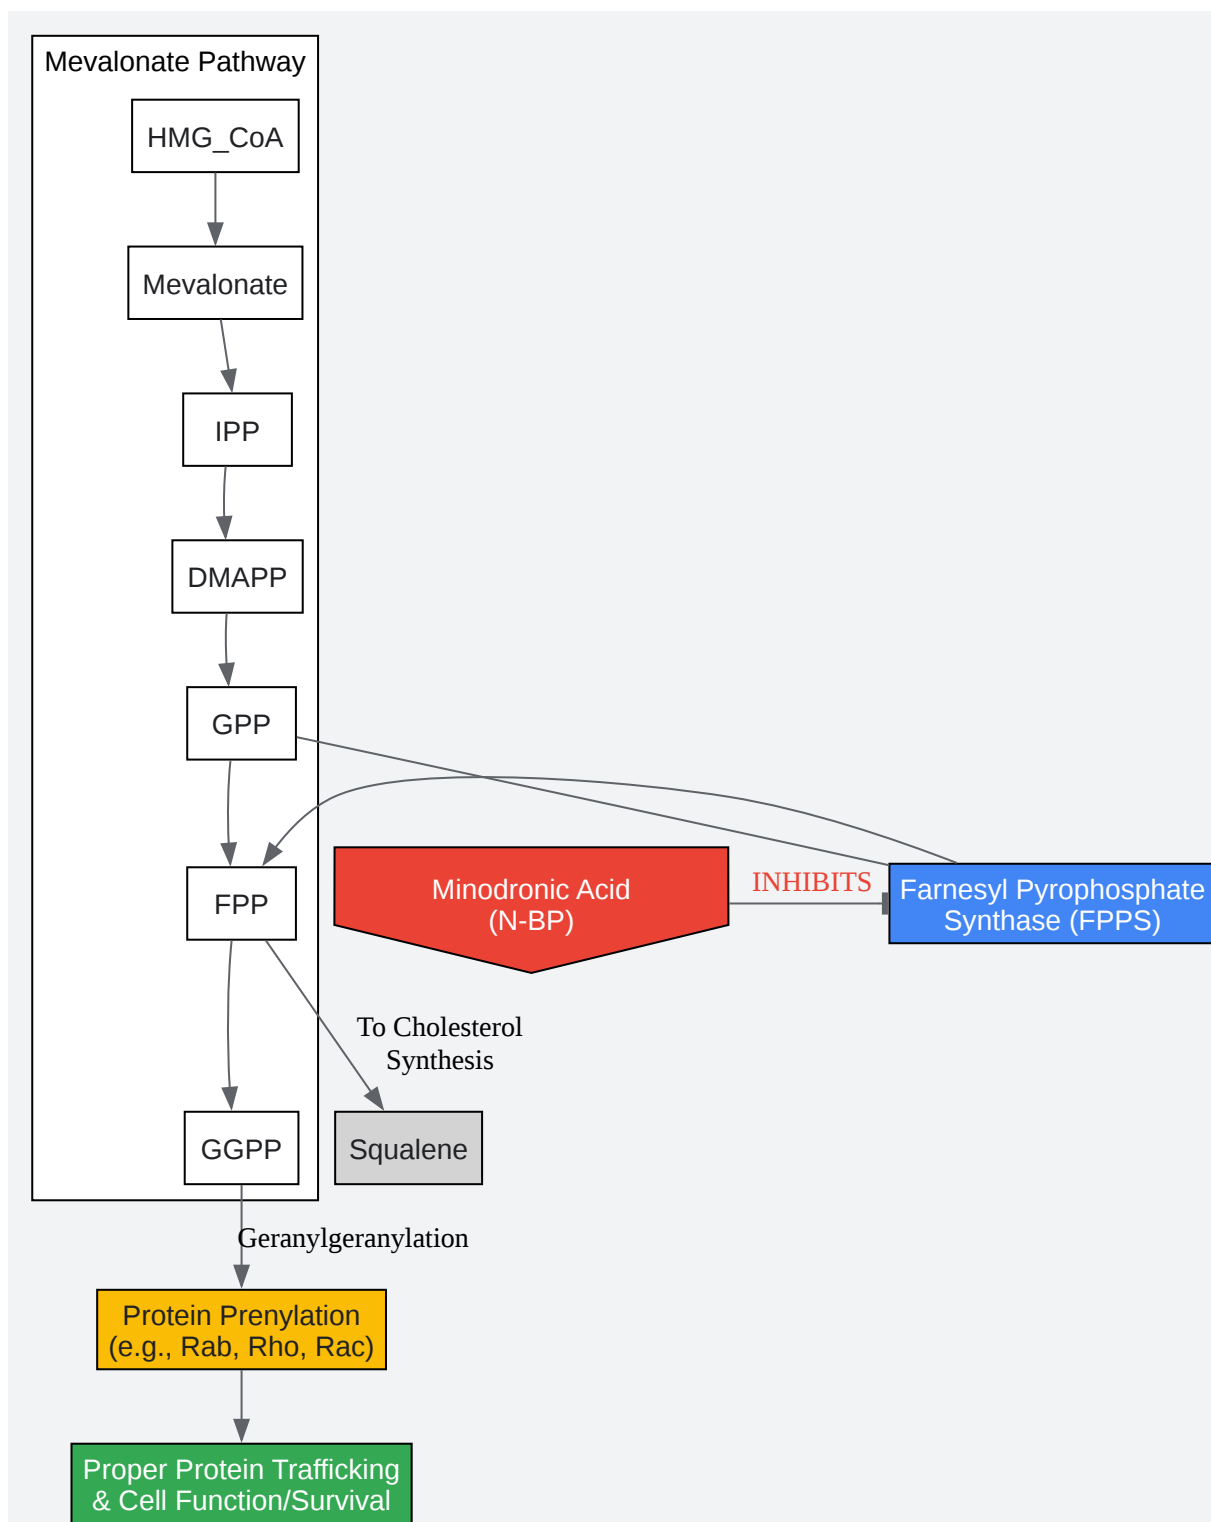 Mevalonate Pathway
HMG_CoA
Mevalonate
IPP
DMAPP
GPP
FPP
Minodronic Acid
(N-BP)
INHIBITS
Farnesyl Pyrophosphate
Synthase (FPPS)
To Cholesterol
Synthesis
GGPP
Squalene
Geranylgeranylation
Protein Prenylation
(e.g., Rab, Rho, Rac)
Proper Protein Trafficking
& Cell Function/Survival